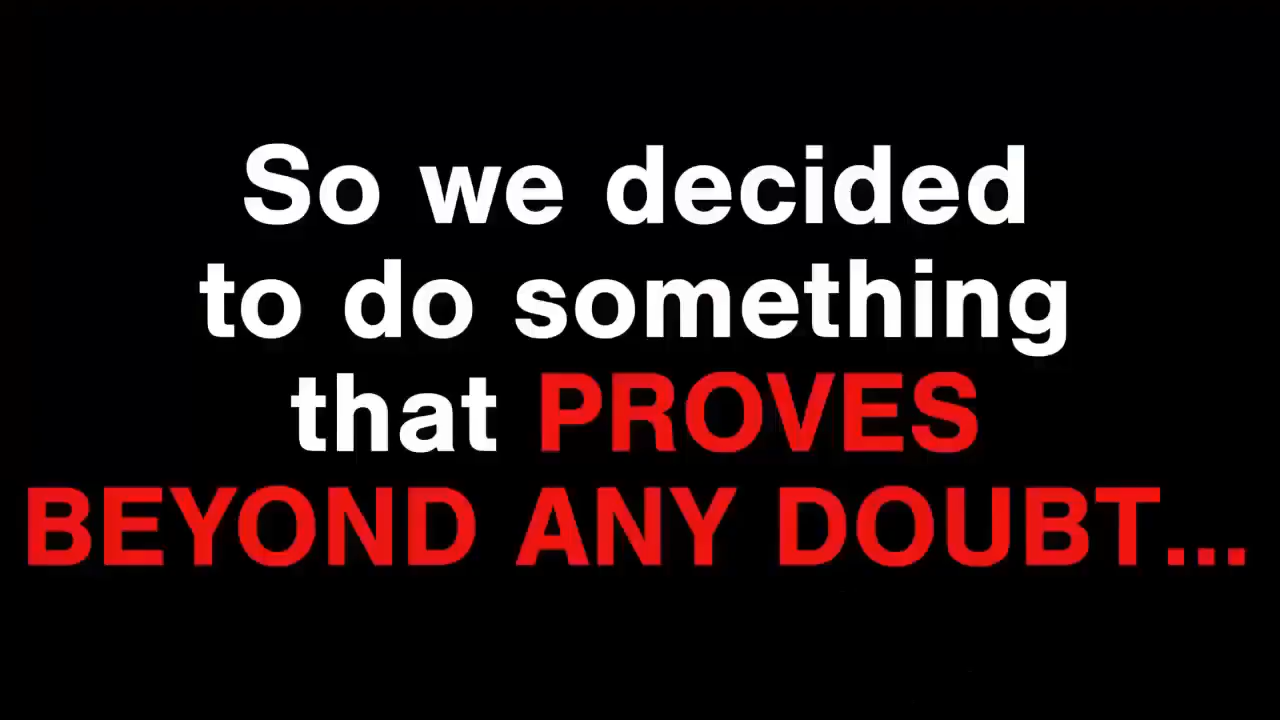 So we decided
to do something
that PROVES
BEYOND ANY DOUBT...